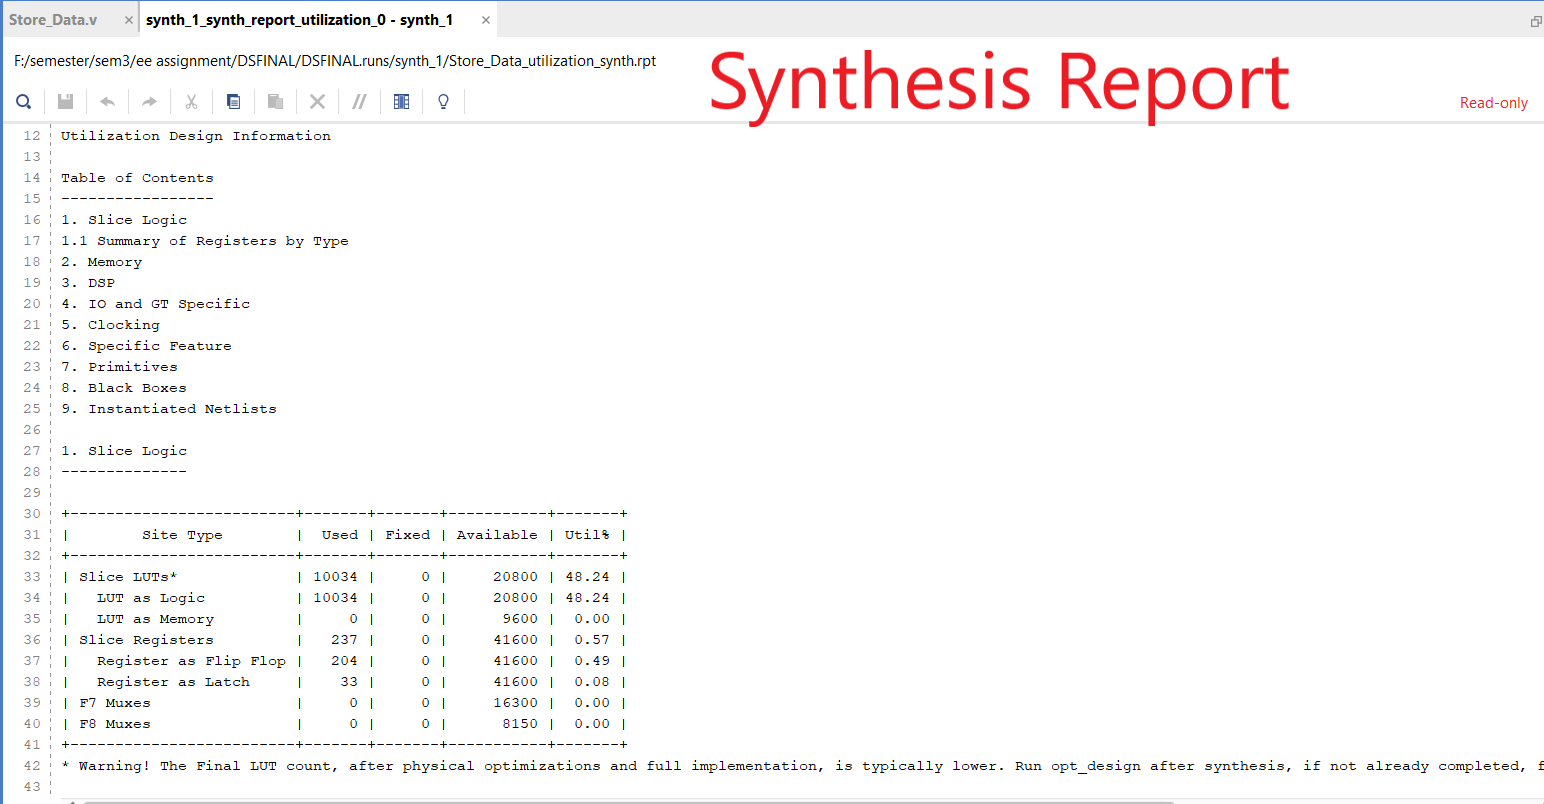 Store_Data.v × synth_1_synth_report_utilization_0 - synth_1 ×
F:/semester/sem3/ee assignment/DSFINAL/DSFINAL.runs/synth_1/Store_Data_utilization_synth.rpt
Synthesis Report
Read-only
12 Utilization Design Information
13
14 Table of Contents
15 -----------------
16 1. Slice Logic
17 1.1 Summary of Registers by Type
18 2. Memory
19 3. DSP
20 4. IO and GT Specific
21 5. Clocking
22 6. Specific Feature
23 7. Primitives
24 8. Black Boxes
25 9. Instantiated Netlists
26
27 1. Slice Logic
28 --------------
29
30 +-------------------------+-------+-------+-----------+-------+
31 |        Site Type        |  Used | Fixed | Available | Util% |
32 +-------------------------+-------+-------+-----------+-------+
33 | Slice LUTs*             | 10034 |     0 |     20800 | 48.24 |
34 |   LUT as Logic          | 10034 |     0 |     20800 | 48.24 |
35 |   LUT as Memory         |     0 |     0 |      9600 |  0.00 |
36 | Slice Registers         |   237 |     0 |     41600 |  0.57 |
37 |   Register as Flip Flop |   204 |     0 |     41600 |  0.49 |
38 |   Register as Latch     |    33 |     0 |     41600 |  0.08 |
39 | F7 Muxes                |     0 |     0 |     16300 |  0.00 |
40 | F8 Muxes                |     0 |     0 |      8150 |  0.00 |
41 +-------------------------+-------+-------+-----------+-------+
42 * Warning! The Final LUT count, after physical optimizations and full implementation, is typically lower. Run opt_design after synthesis, if not already completed, f
43